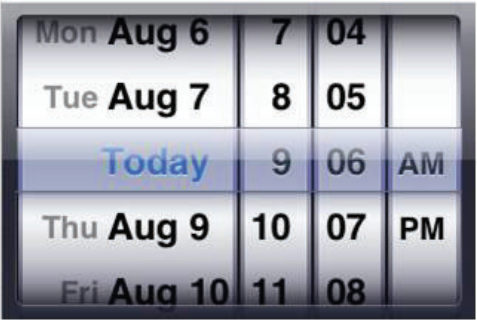 Mon Aug 6 7 04
Tue Aug 7 8 05
Today 9 06 AM
Thu Aug 9 10 07 PM
Fri Aug 10 11 08